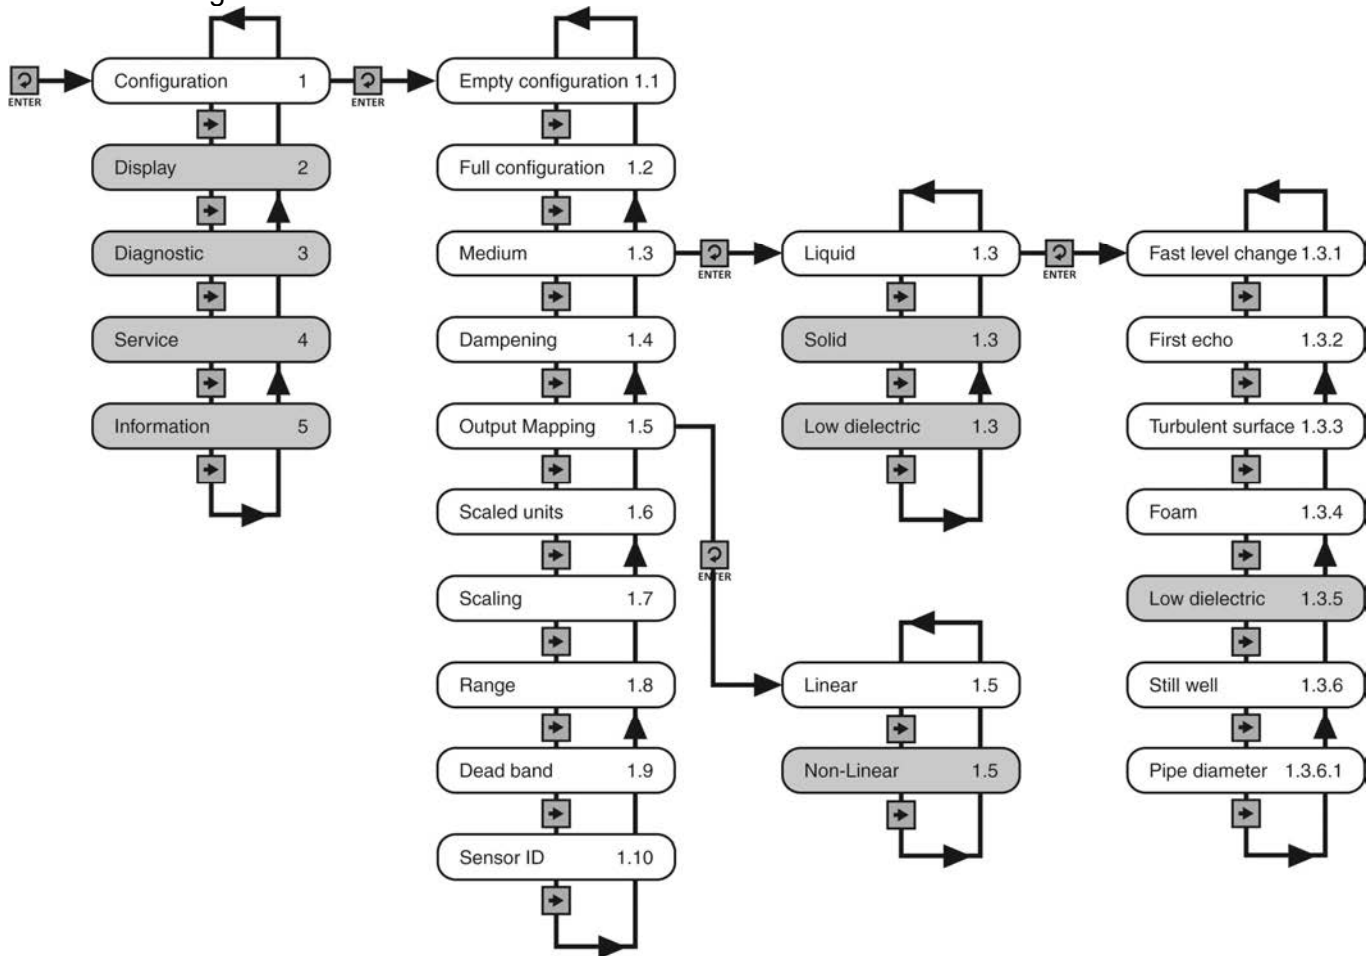 g
ENTER
Configuration 1
Display 2
Diagnostic 3
Service 4
Information 5
ENTER
Empty configuration 1.1
Full configuration 1.2
Medium 1.3
Dampening 1.4
Output Mapping 1.5
Scaled units 1.6
Scaling 1.7
Range 1.8
Dead band 1.9
Sensor ID 1.10
ENTER
Liquid 1.3
Solid 1.3
Low dielectric 1.3
ENTER
Linear 1.5
Non-Linear 1.5
ENTER
Fast level change 1.3.1
First echo 1.3.2
Turbulent surface 1.3.3
Foam 1.3.4
Low dielectric 1.3.5
Still well 1.3.6
Pipe diameter 1.3.6.1